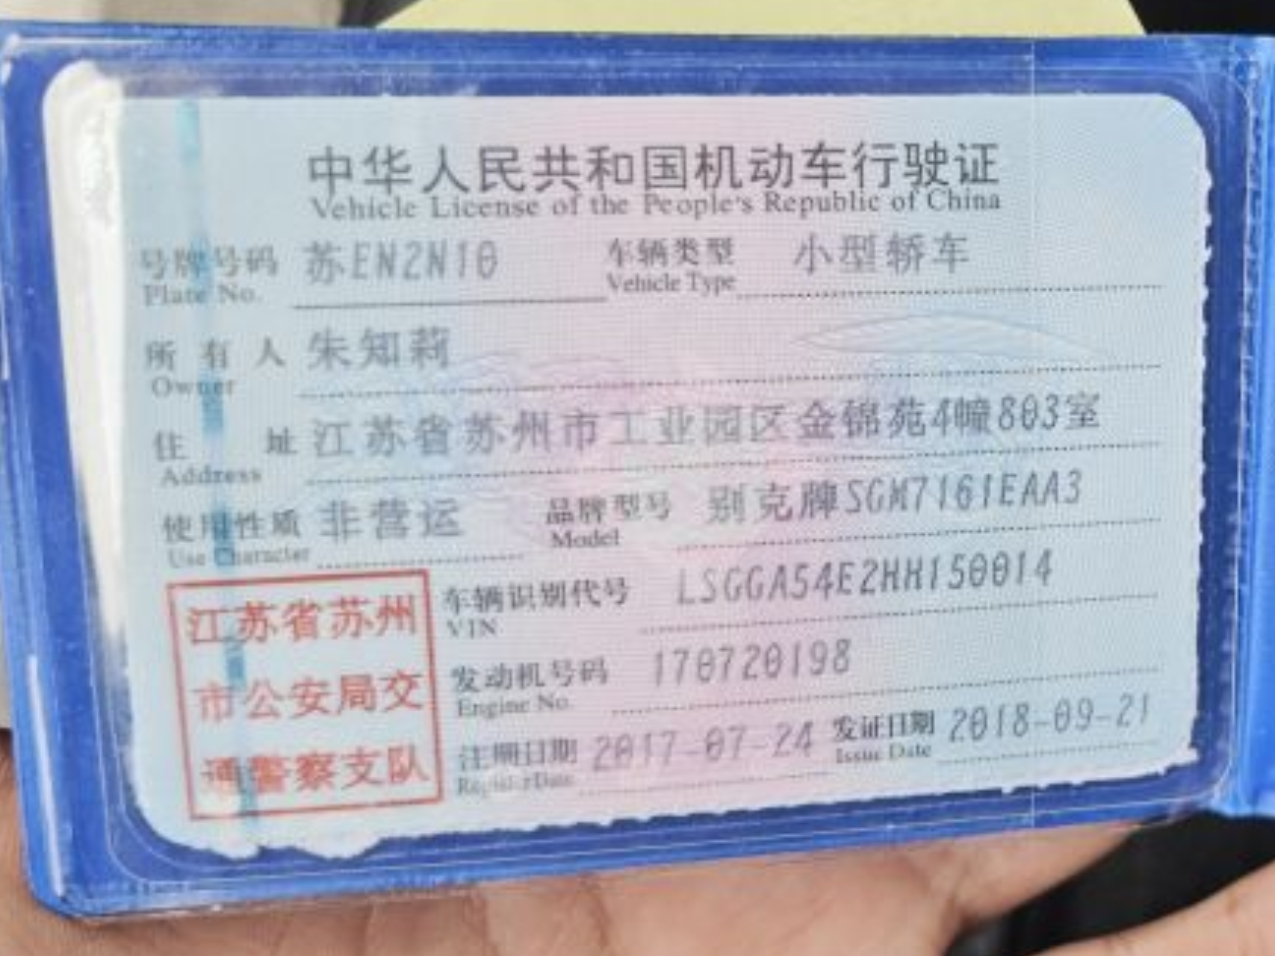 中华人民共和国机动车行驶证
Vehicle License of the People's Republic of China
号牌号码 苏EN2N10 车辆类型 小型轿车
Plate No. Vehicle Type
所有人 朱知莉
Owner
住址 江苏省苏州市工业园区金锦苑4幢803室
Address
使用性质 非营运 品牌型号 别克牌SGM7161EAA3
Use Character Model
江苏省苏州
市公安局交
通警察支队
车辆识别代号 LSGGA54E2HH150014
VIN
发动机号码 170720198
Engine No.
注册日期 2017-07-24 发证日期 2018-09-21
Register Date Issue Date